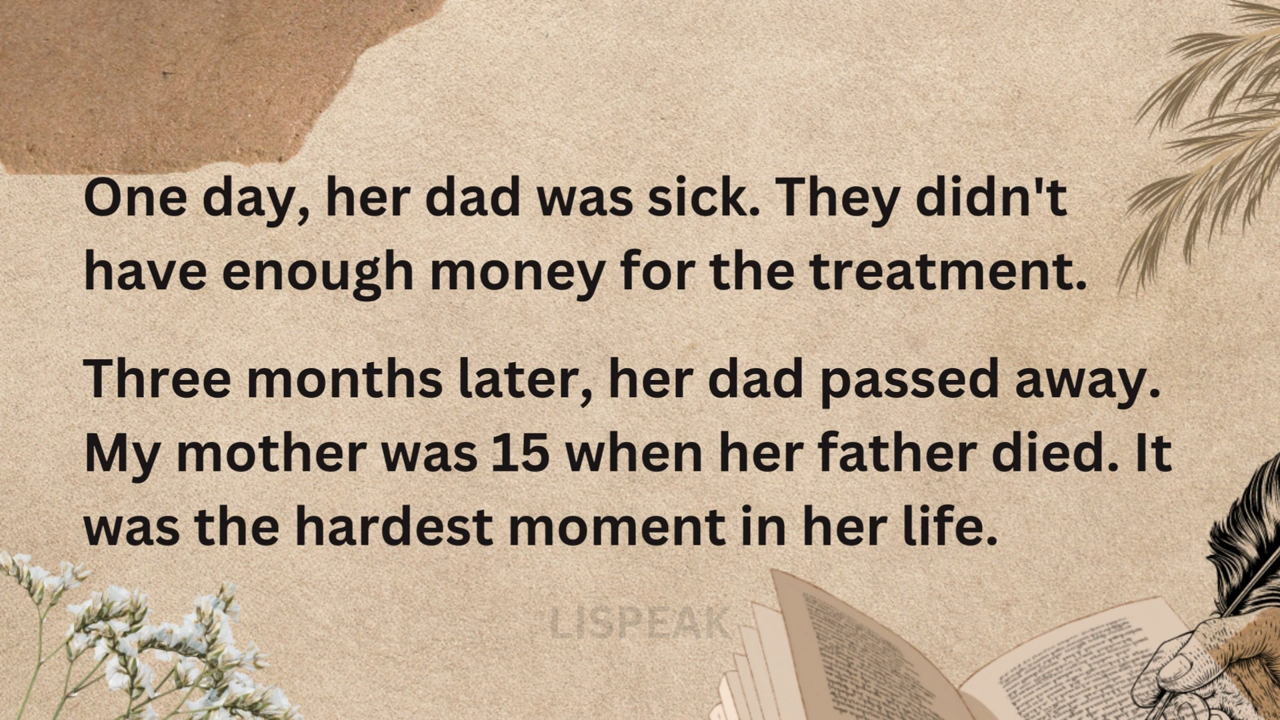 One day, her dad was sick. They didn't
have enough money for the treatment.
Three months later, her dad passed away.
My mother was 15 when her father died. It
was the hardest moment in her life.
LISPEAK